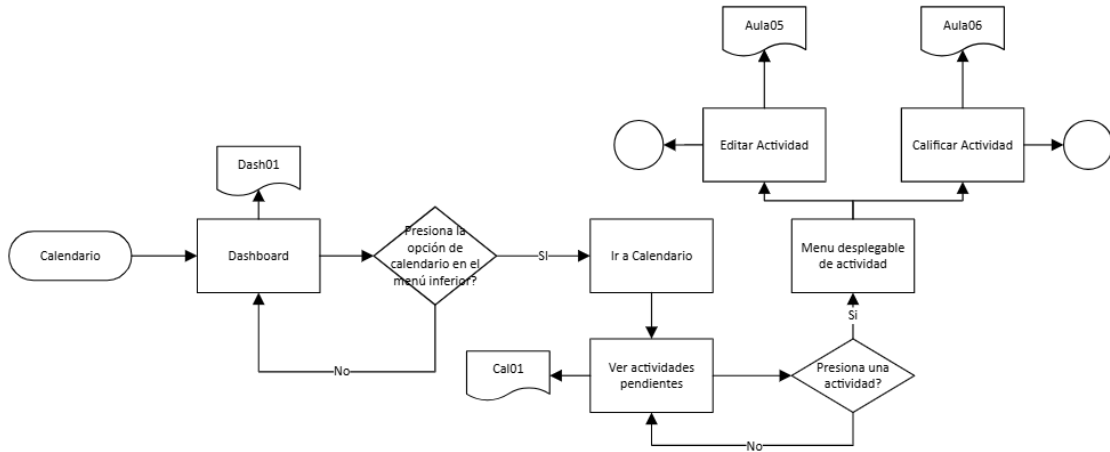 Aula05
Aula06
Editar Actividad
Calificar Actividad
Dash01
Calendario
Dashboard
Presiona la
opción de
calendario en el
menú inferior?
SI
Ir a Calendario
Menu desplegable
de actividad
No
Si
Cal01
Ver actividades
pendientes
Presiona una
actividad?
No